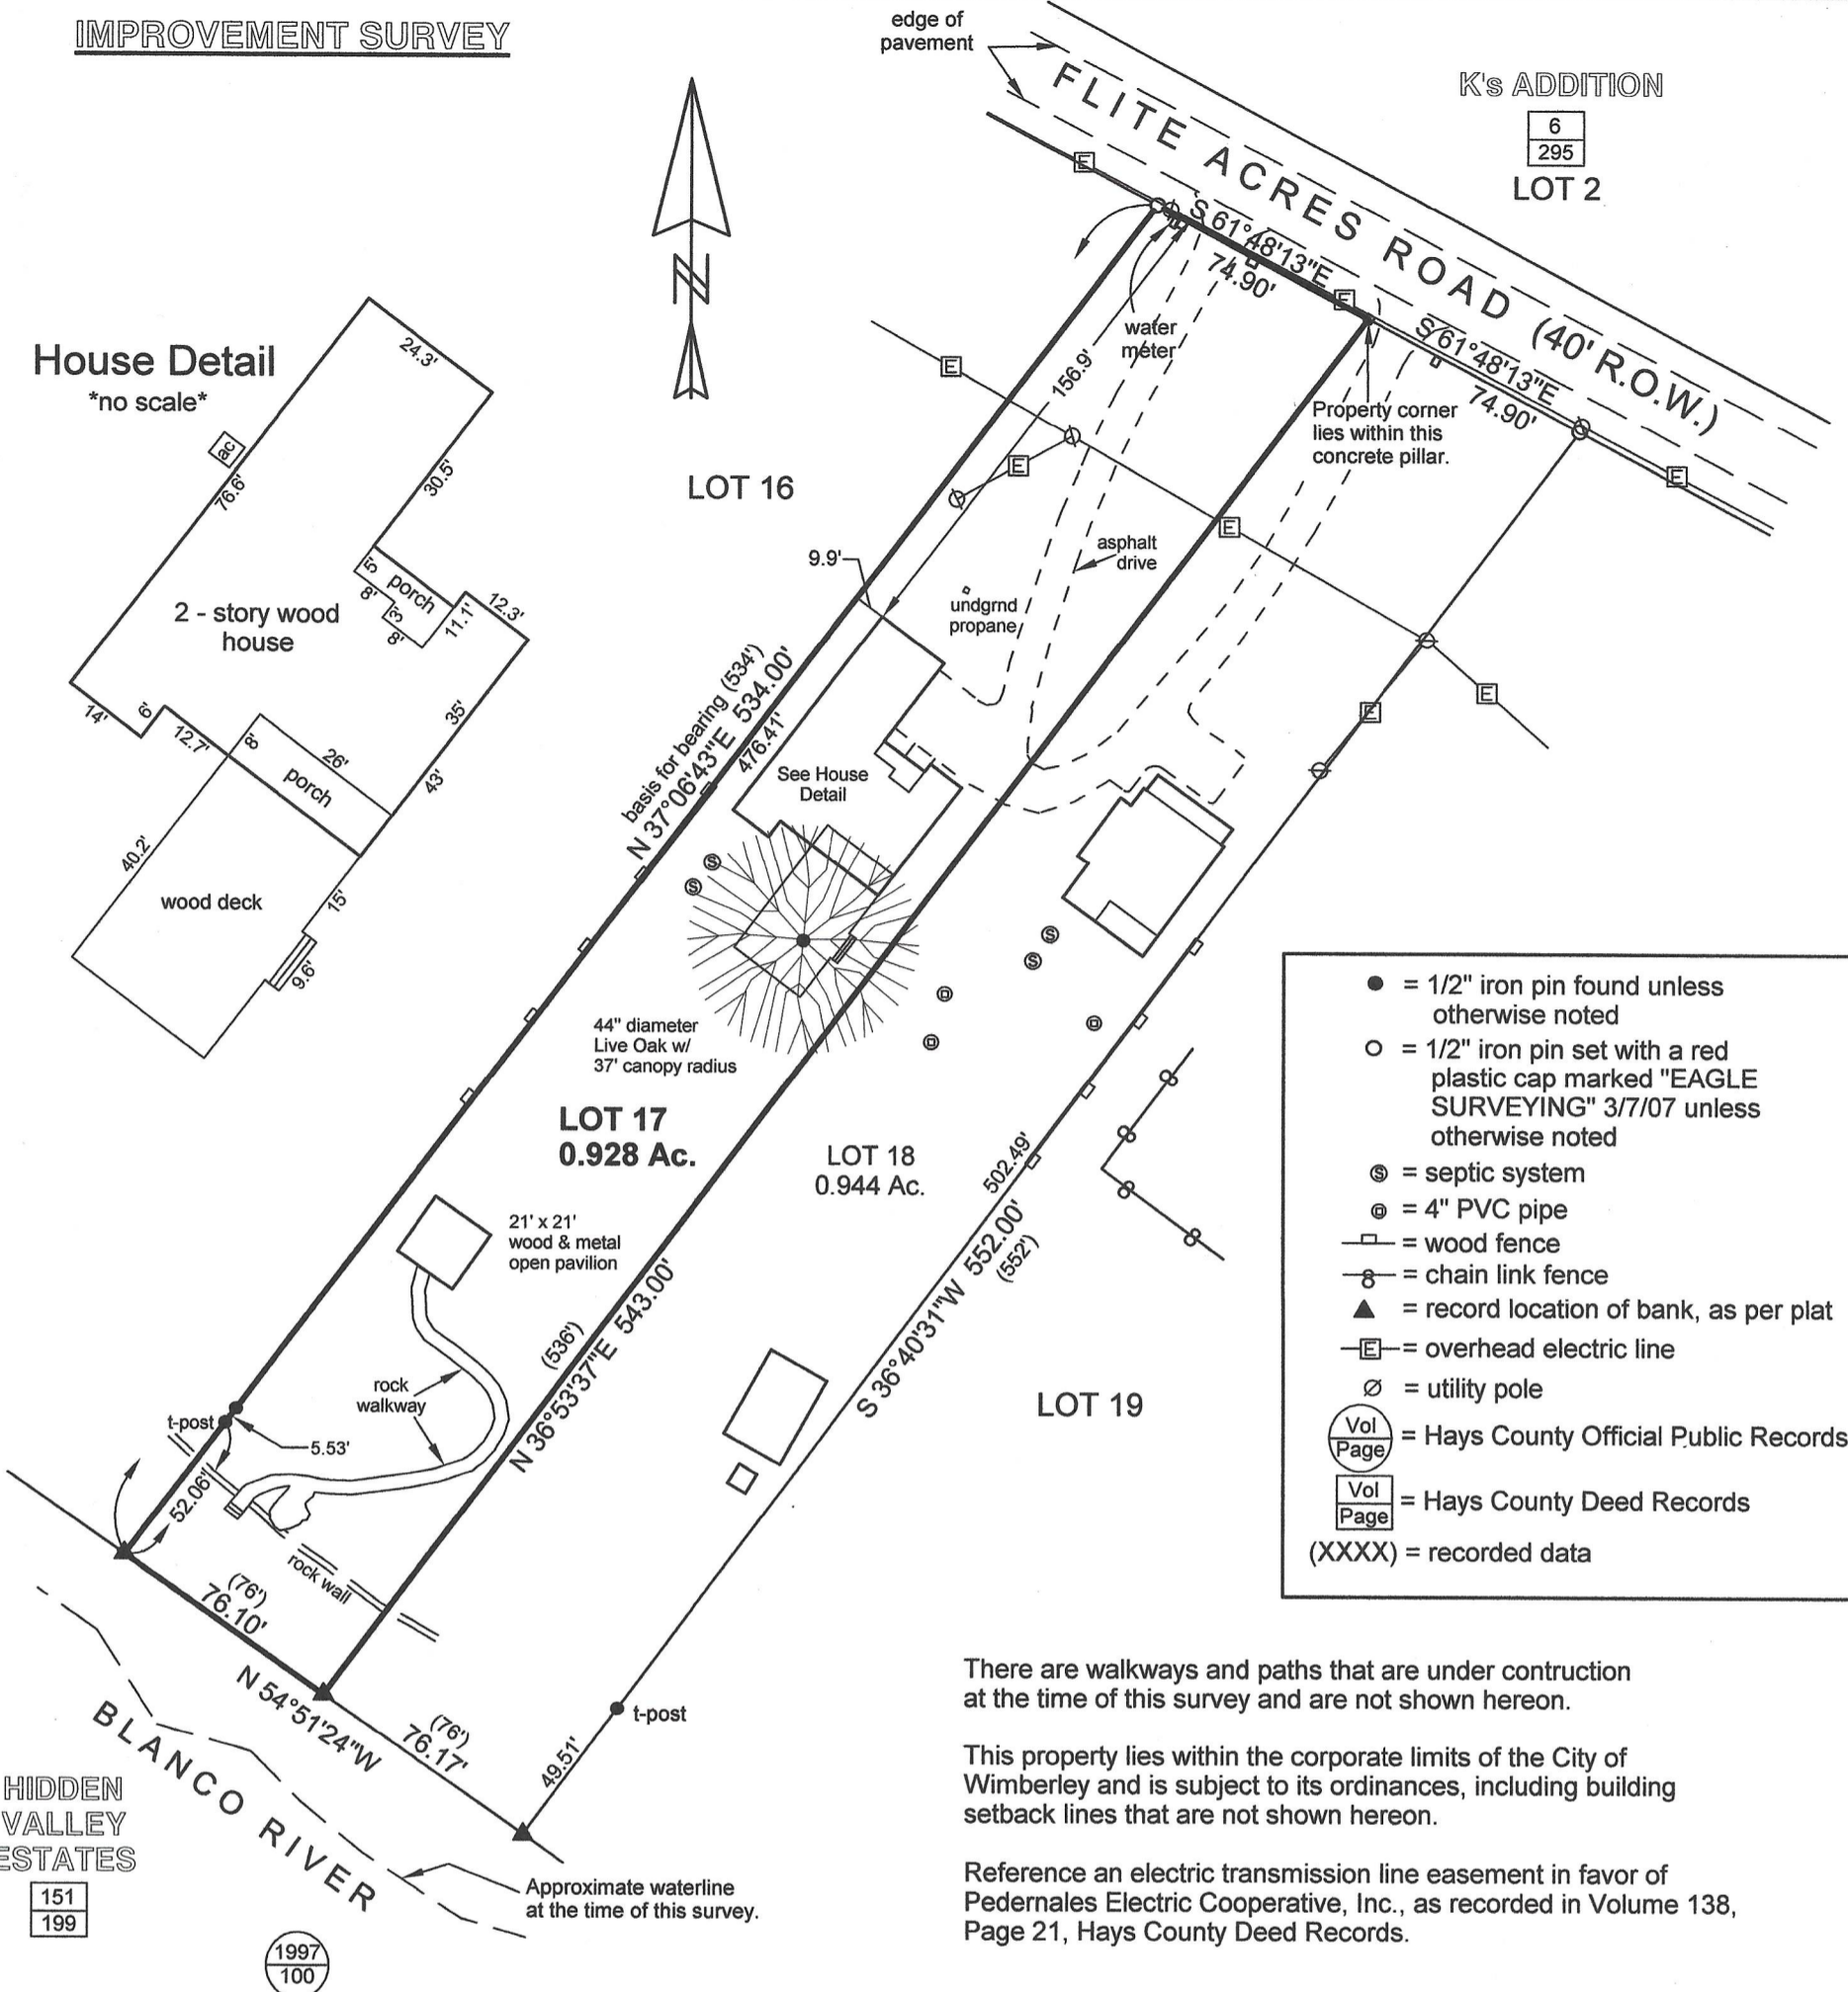 IMPROVEMENT SURVEY
edge of
pavement
K's ADDITION
6
295
LOT 2
FLITE ACRES ROAD (40' R.O.W.)
E
S 61°48'13"E
74.90'
E
S 61°48'13"E
74.90'
E
N
House Detail
*no scale*
24.3'
ac
76.6'
30.5'
5'
8'
porch
3'
8'
11.1'
12.3'
2 - story wood
house
14'
6'
12.7'
8'
26'
porch
35'
43'
40.2'
wood deck
15'
9.6'
water
meter
156.9'
E
E
E
Property corner
lies within this
concrete pillar.
LOT 16
9.9'
asphalt
drive
undgrnd
propane
E
E
basis for bearing (534')
N 37°06'43"E 534.00'
476.41'
See House
Detail
S
S
S
S
44" diameter
Live Oak w/
37' canopy radius
LOT 17
0.928 Ac.
LOT 18
0.944 Ac.
502.49'
S 36°40'31"W 552.00'
(552')
21' x 21'
wood & metal
open pavilion
(536')
N 36°53'37"E 543.00'
rock
walkway
LOT 19
t-post
5.53'
52.06'
rock wall
(76')
76.10'
N 54°51'24"W
(76')
76.17'
t-post
49.51'
BLANCO RIVER
HIDDEN
VALLEY
ESTATES
151
199
1997
100
Approximate waterline
at the time of this survey.
= 1/2" iron pin found unless
otherwise noted
= 1/2" iron pin set with a red
plastic cap marked "EAGLE
SURVEYING" 3/7/07 unless
otherwise noted
S = septic system
= 4" PVC pipe
= wood fence
= chain link fence
= record location of bank, as per plat
E = overhead electric line
= utility pole
Vol
Page = Hays County Official Public Records
Vol
Page = Hays County Deed Records
(XXXX) = recorded data
There are walkways and paths that are under contruction
at the time of this survey and are not shown hereon.
This property lies within the corporate limits of the City of
Wimberley and is subject to its ordinances, including building
setback lines that are not shown hereon.
Reference an electric transmission line easement in favor of
Pedernales Electric Cooperative, Inc., as recorded in Volume 138,
Page 21, Hays County Deed Records.